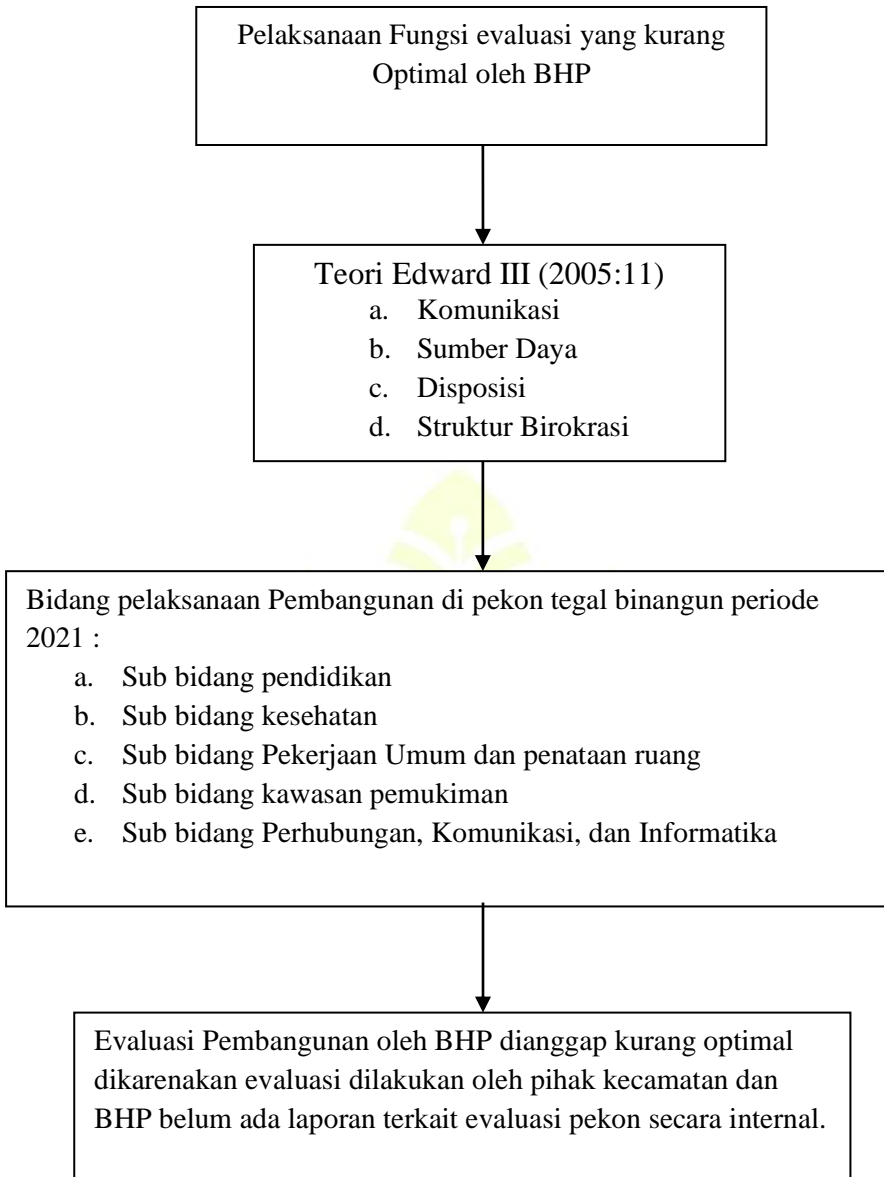 Pelaksanaan Fungsi evaluasi yang kurang
Optimal oleh BHP
Teori Edward III (2005:11)
a. Komunikasi
b. Sumber Daya
c. Disposisi
d. Struktur Birokrasi
Bidang pelaksanaan Pembangunan di pekon tegal binangun periode
2021 :
a. Sub bidang pendidikan
b. Sub bidang kesehatan
c. Sub bidang Pekerjaan Umum dan penataan ruang
d. Sub bidang kawasan pemukiman
e. Sub bidang Perhubungan, Komunikasi, dan Informatika
Evaluasi Pembangunan oleh BHP dianggap kurang optimal
dikarenakan evaluasi dilakukan oleh pihak kecamatan dan
BHP belum ada laporan terkait evaluasi pekon secara internal.